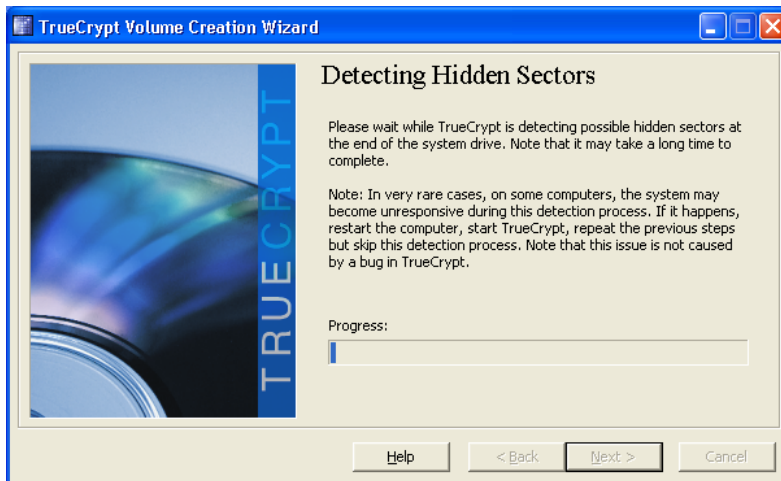 TrueCrypt Volume Creation Wizard
TRUECRYPT
Detecting Hidden Sectors
Please wait while TrueCrypt is detecting possible hidden sectors at
the end of the system drive. Note that it may take a long time to
complete.
Note: In very rare cases, on some computers, the system may
become unresponsive during this detection process. If it happens,
restart the computer, start TrueCrypt, repeat the previous steps
but skip this detection process. Note that this issue is not caused
by a bug in TrueCrypt.
Progress:
Help
< Back
Next >
Cancel